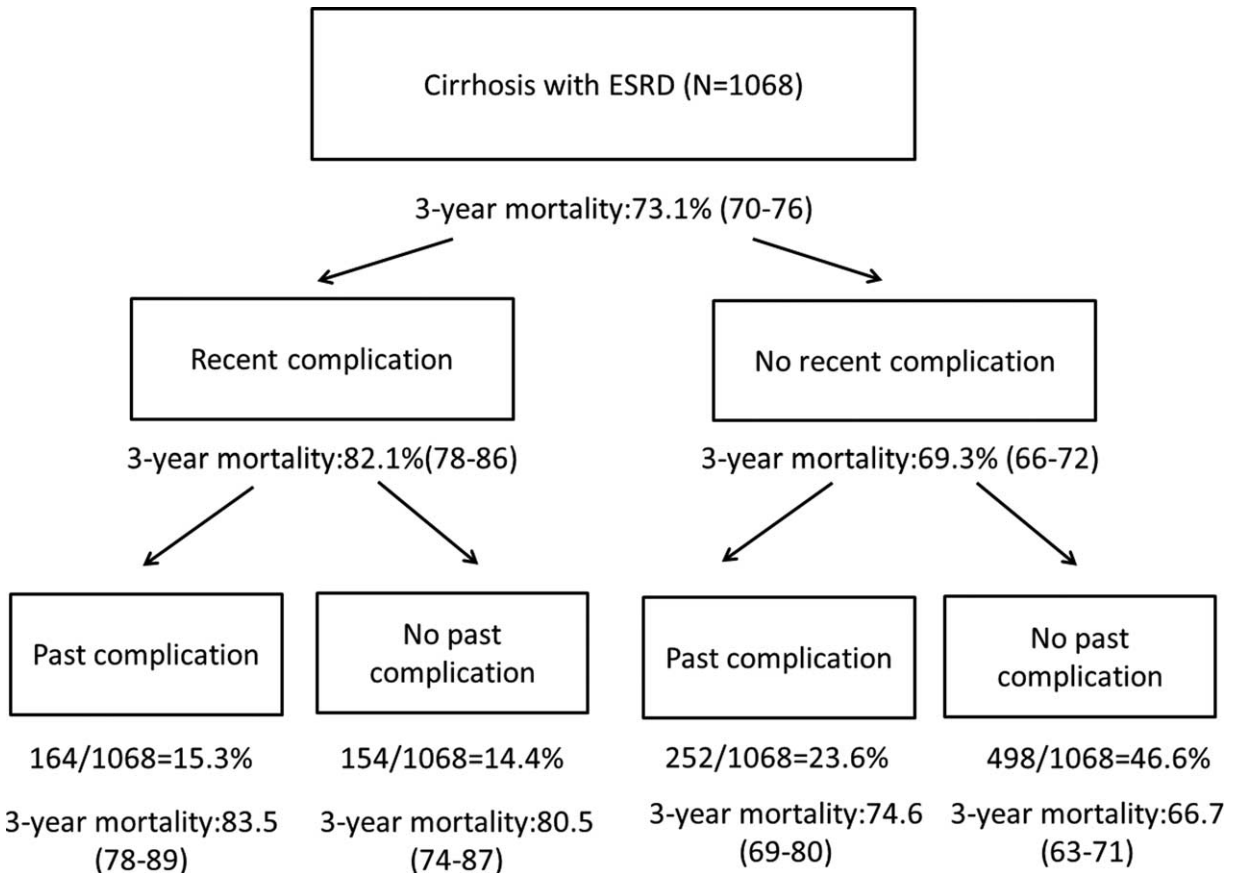 Cirrhosis with ESRD (N=1068)
3-year mortality:73.1% (70-76)
Recent complication
No recent complication
3-year mortality:82.1%(78-86)
3-year mortality:69.3% (66-72)
Past complication
No past
complication
Past complication
No past
complication
164/1068=15.3%
154/1068=14.4%
252/1068=23.6%
498/1068=46.6%
3-year mortality:83.5
(78-89)
3-year mortality:80.5
(74-87)
3-year mortality:74.6
(69-80)
3-year mortality:66.7
(63-71)